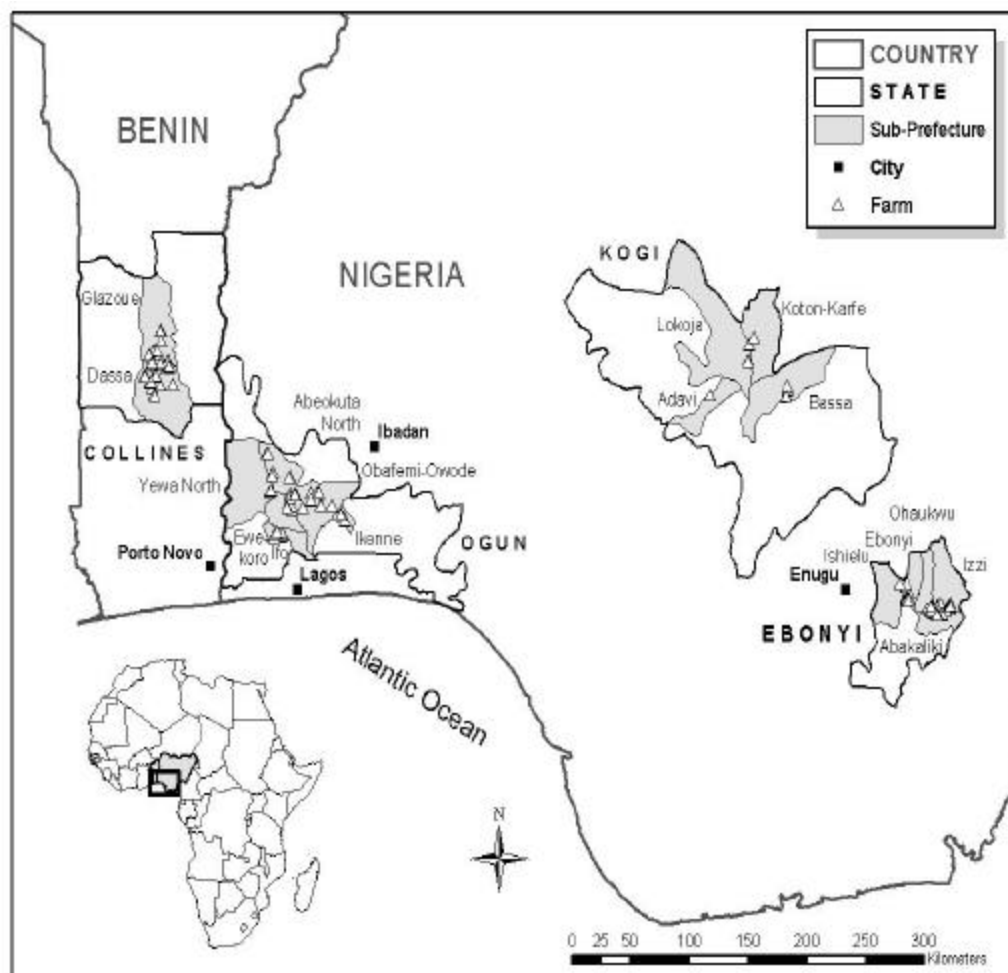 COUNTRY
STATE
Sub-Prefecture
City
Farm
BENIN
NIGERIA
KOGI
Glazoue
Koton-Karfe
Lokoja
Dassa
Adavi
Bassa
Abeokuta
North
Ibadan
COLLINES
Obafemi-Owode
Yewa North
Ewe-
koro
Ifo
Ikenne
OGUN
Porto Novo
Lagos
Ohaukwu
Ebonyi
Ishielu
Izzi
Enugu
EBONYI
Abakaliki
Atlantic Ocean
N
0 25 50 100 150 200 250 300
Kilometers